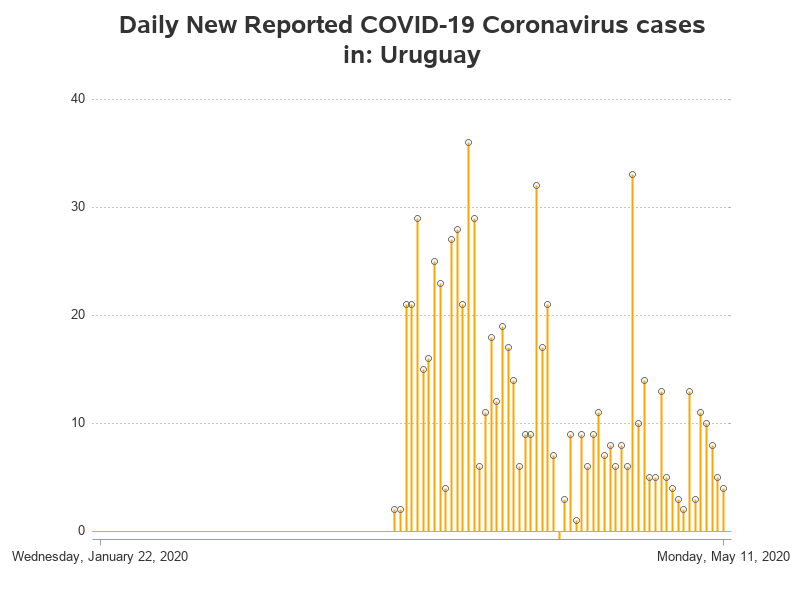 Daily New Reported COVID-19 Coronavirus cases
in: Uruguay
40
30
20
10
0
Wednesday, January 22, 2020
Monday, May 11, 2020